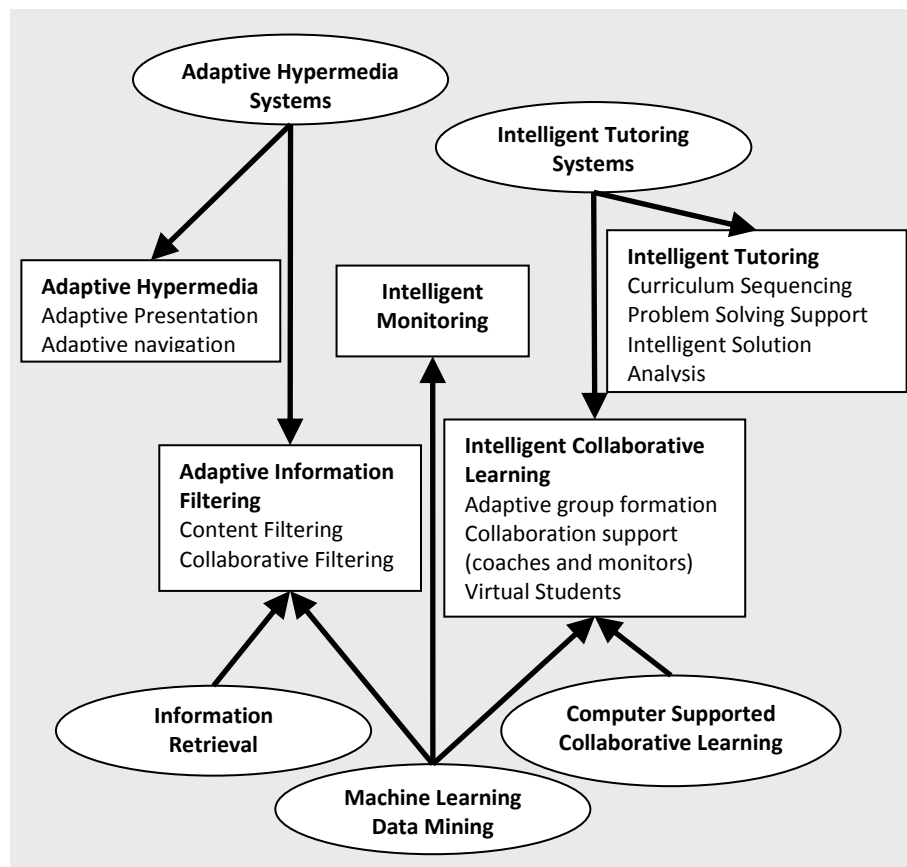 Adaptive Hypermedia
Systems
Intelligent Tutoring
Systems
Adaptive Hypermedia
Adaptive Presentation
Adaptive navigation
Intelligent
Monitoring
Intelligent Tutoring
Curriculum Sequencing
Problem Solving Support
Intelligent Solution
Analysis
Adaptive Information
Filtering
Content Filtering
Collaborative Filtering
Intelligent Collaborative
Learning
Adaptive group formation
Collaboration support
(coaches and monitors)
Virtual Students
Information
Retrieval
Computer Supported
Collaborative Learning
Machine Learning
Data Mining